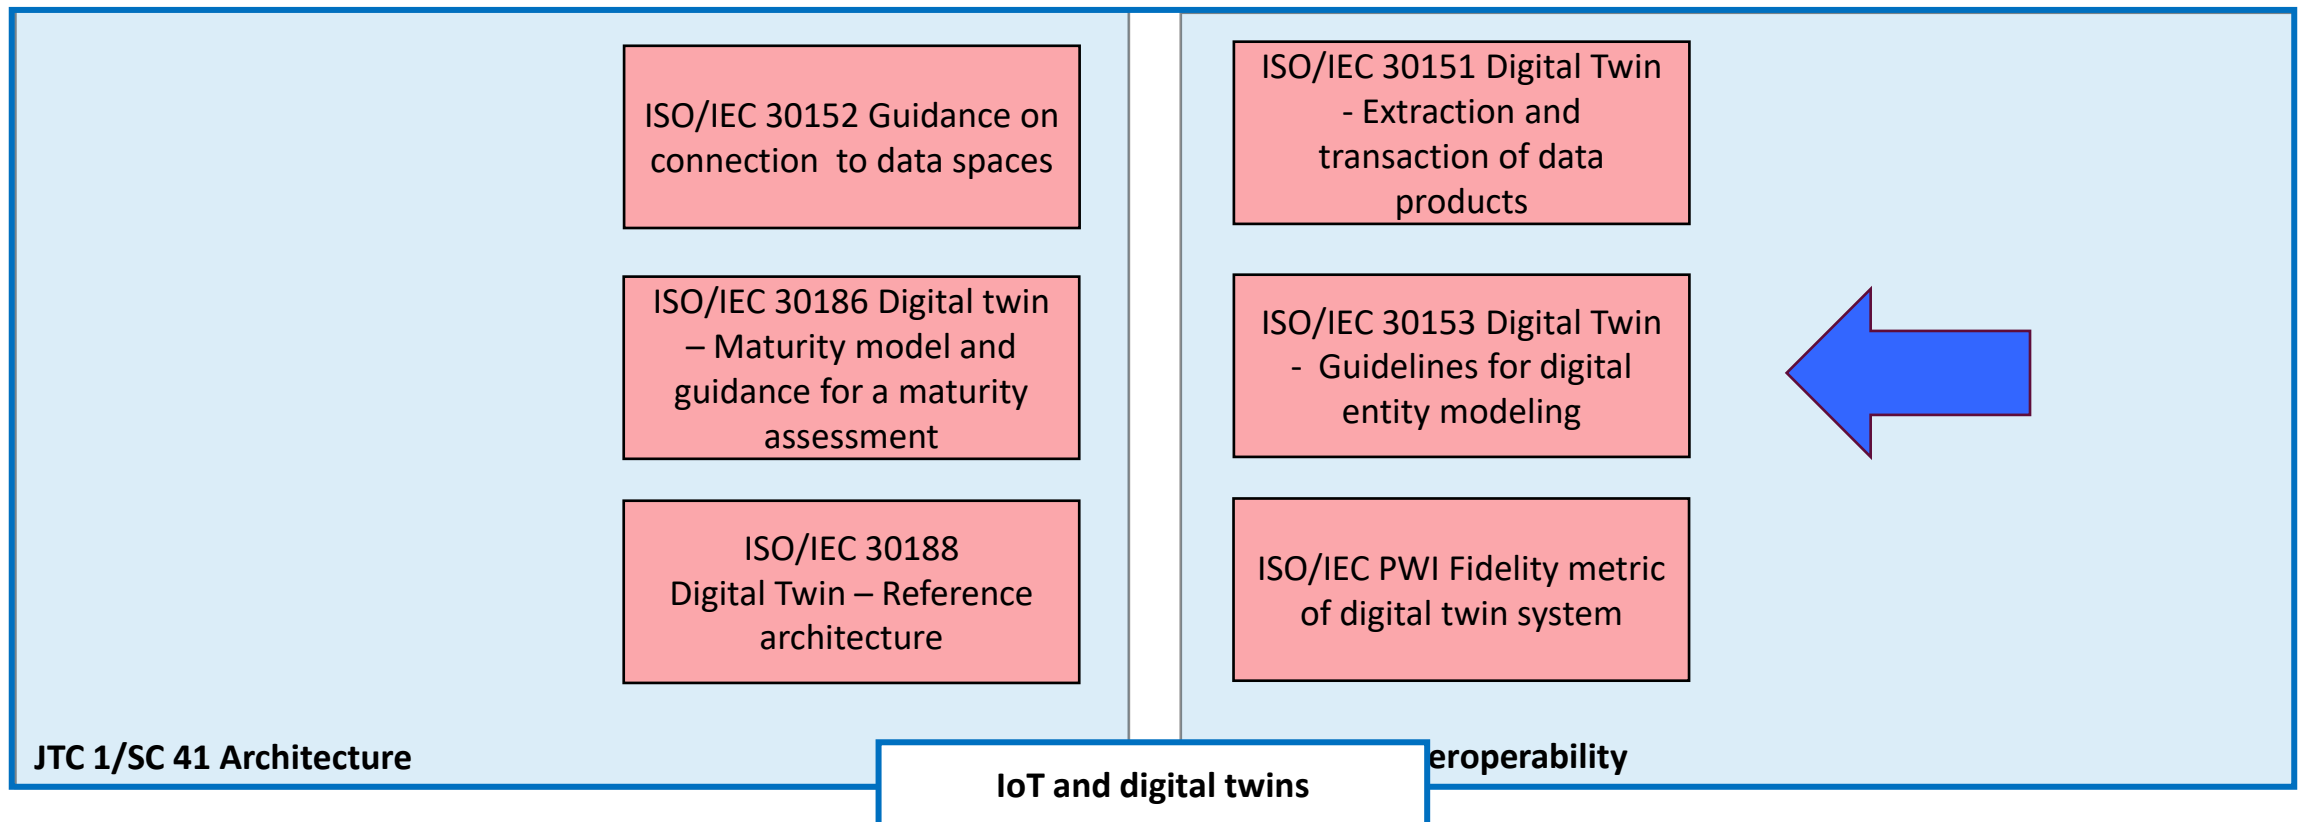 ISO/IEC 30152 Guidance on
connection  to data spaces
ISO/IEC 30186 Digital twin
– Maturity model and
guidance for a maturity
assessment
ISO/IEC 30188
Digital Twin – Reference
architecture
JTC 1/SC 41 Architecture
ISO/IEC 30151 Digital Twin
- Extraction and
transaction of data
products
ISO/IEC 30153 Digital Twin
-  Guidelines for digital
entity modeling
ISO/IEC PWI Fidelity metric
of digital twin system
eroperability
IoT and digital twins